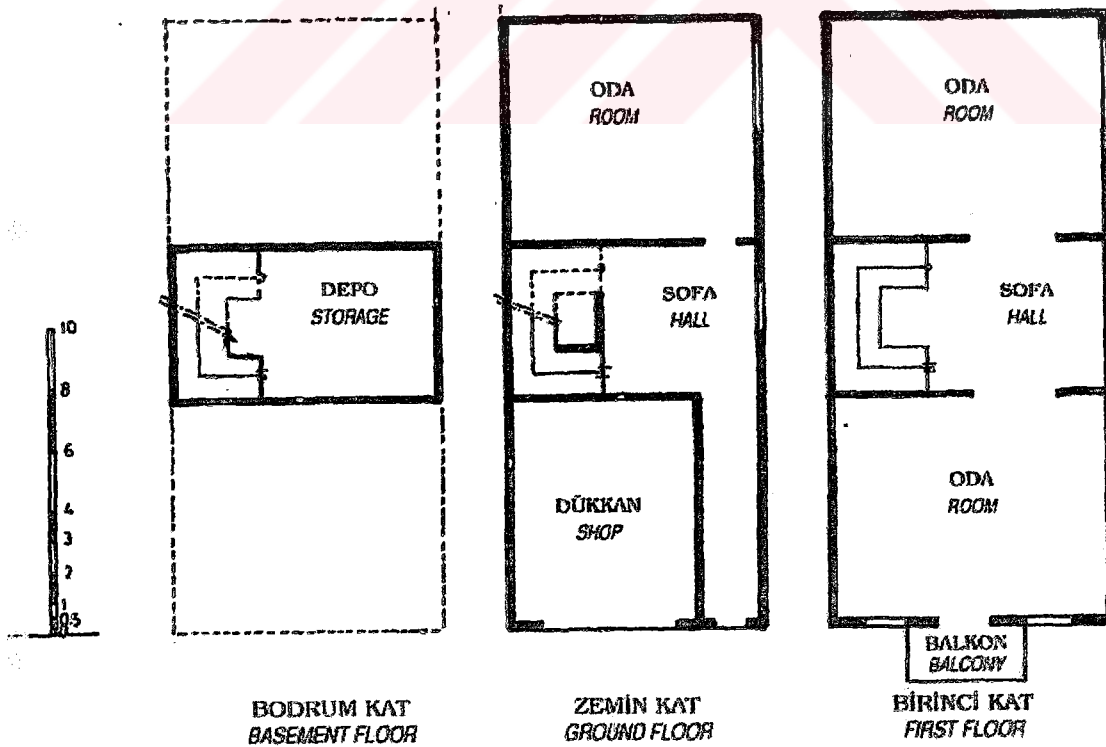 10
8
6
4
3
2
1
0.5
DEPO
STORAGE
BODRUM KAT
BASEMENT FLOOR
ODA
ROOM
SOFA
HALL
DÜKKAN
SHOP
ZEMİN KAT
GROUND FLOOR
ODA
ROOM
SOFA
HALL
ODA
ROOM
BALKON
BALCONY
BİRİNCİ KAT
FIRST FLOOR